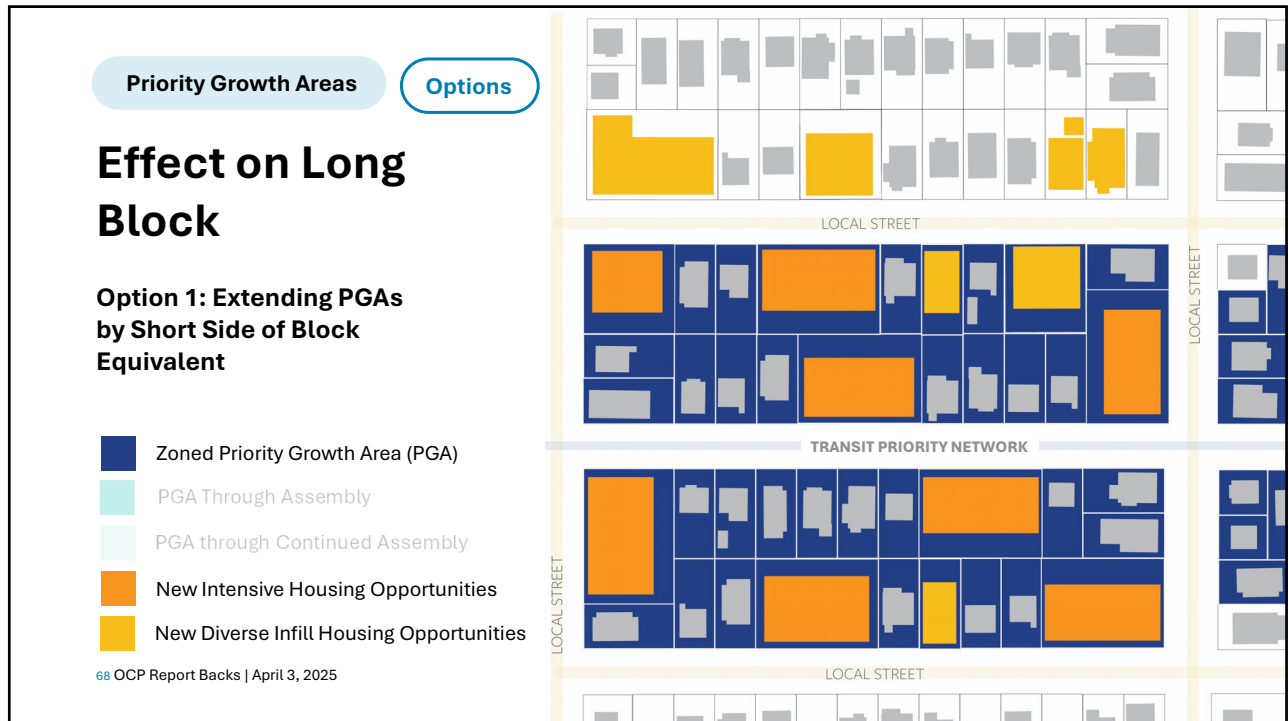 Priority Growth Areas
Options
Effect on Long
Block
Option 1: Extending PGAs
by Short Side of Block
Equivalent
Zoned Priority Growth Area (PGA)
PGA Through Assembly
PGA through Continued Assembly
New Intensive Housing Opportunities
New Diverse Infill Housing Opportunities
68 OCP Report Backs | April 3, 2025
LOCAL STREET
LOCAL STREET
TRANSIT PRIORITY NETWORK
LOCAL STREET
LOCAL STREET